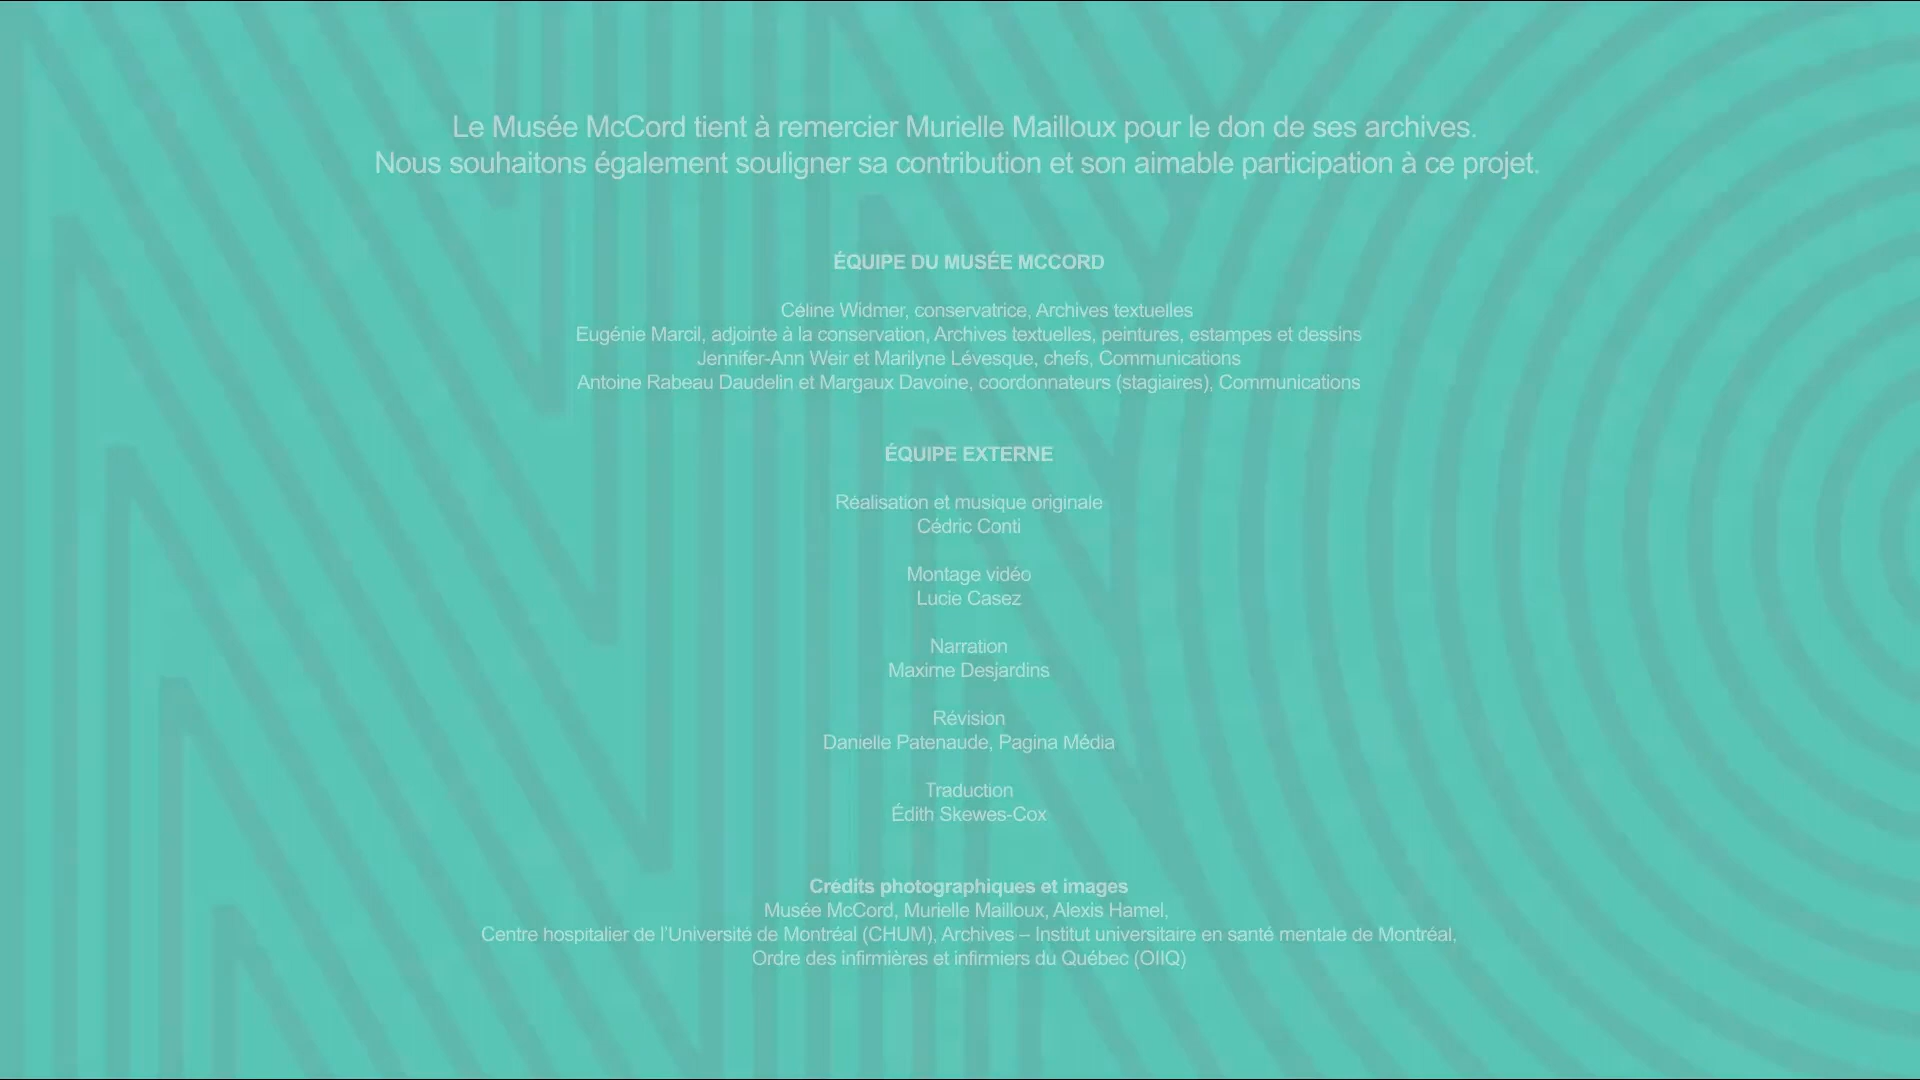 Le Musée McCord tient à remercier Murielle Mailloux pour le don de ses archives.
Nous souhaitons également souligner sa contribution et son aimable participation à ce projet.
ÉQUIPE DU MUSÉE MCCORD
Céline Widmer, conservatrice, Archives textuelles
Eugénie Marcil, adjointe à la conservation, Archives textuelles, peintures, estampes et dessins
Jennifer-Ann Weir et Marilyne Lévesque, chefs, Communications
Antoine Rabeau Daudelin et Margaux Davoine, coordonnateurs (stagiaires), Communications
ÉQUIPE EXTERNE
Réalisation et musique originale
Cédric Conti
Montage vidéo
Lucie Casez
Narration
Maxime Desjardins
Révision
Danielle Patenaude, Pagina Média
Traduction
Édith Skewes-Cox
Crédits photographiques et images
Musée McCord, Murielle Mailloux, Alexis Hamel,
Centre hospitalier de l’Université de Montréal (CHUM), Archives – Institut universitaire en santé mentale de Montréal,
Ordre des infirmières et infirmiers du Québec (OIIQ)